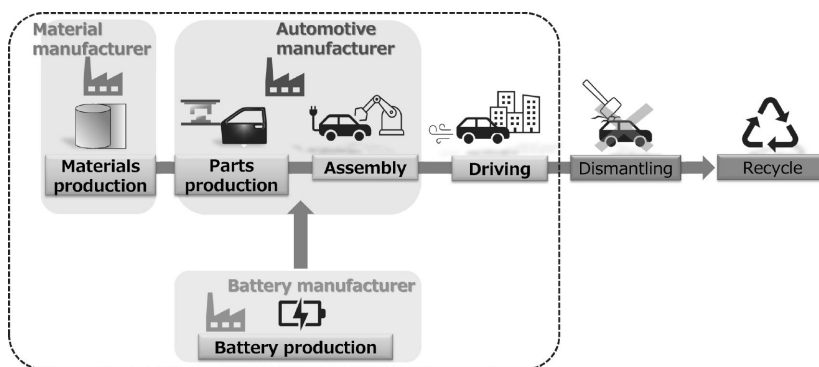 Material
manufacturer
Automotive
manufacturer
Materials
production
Parts
production
Assembly
Driving
Dismantling
Recycle
Battery manufacturer
Battery production